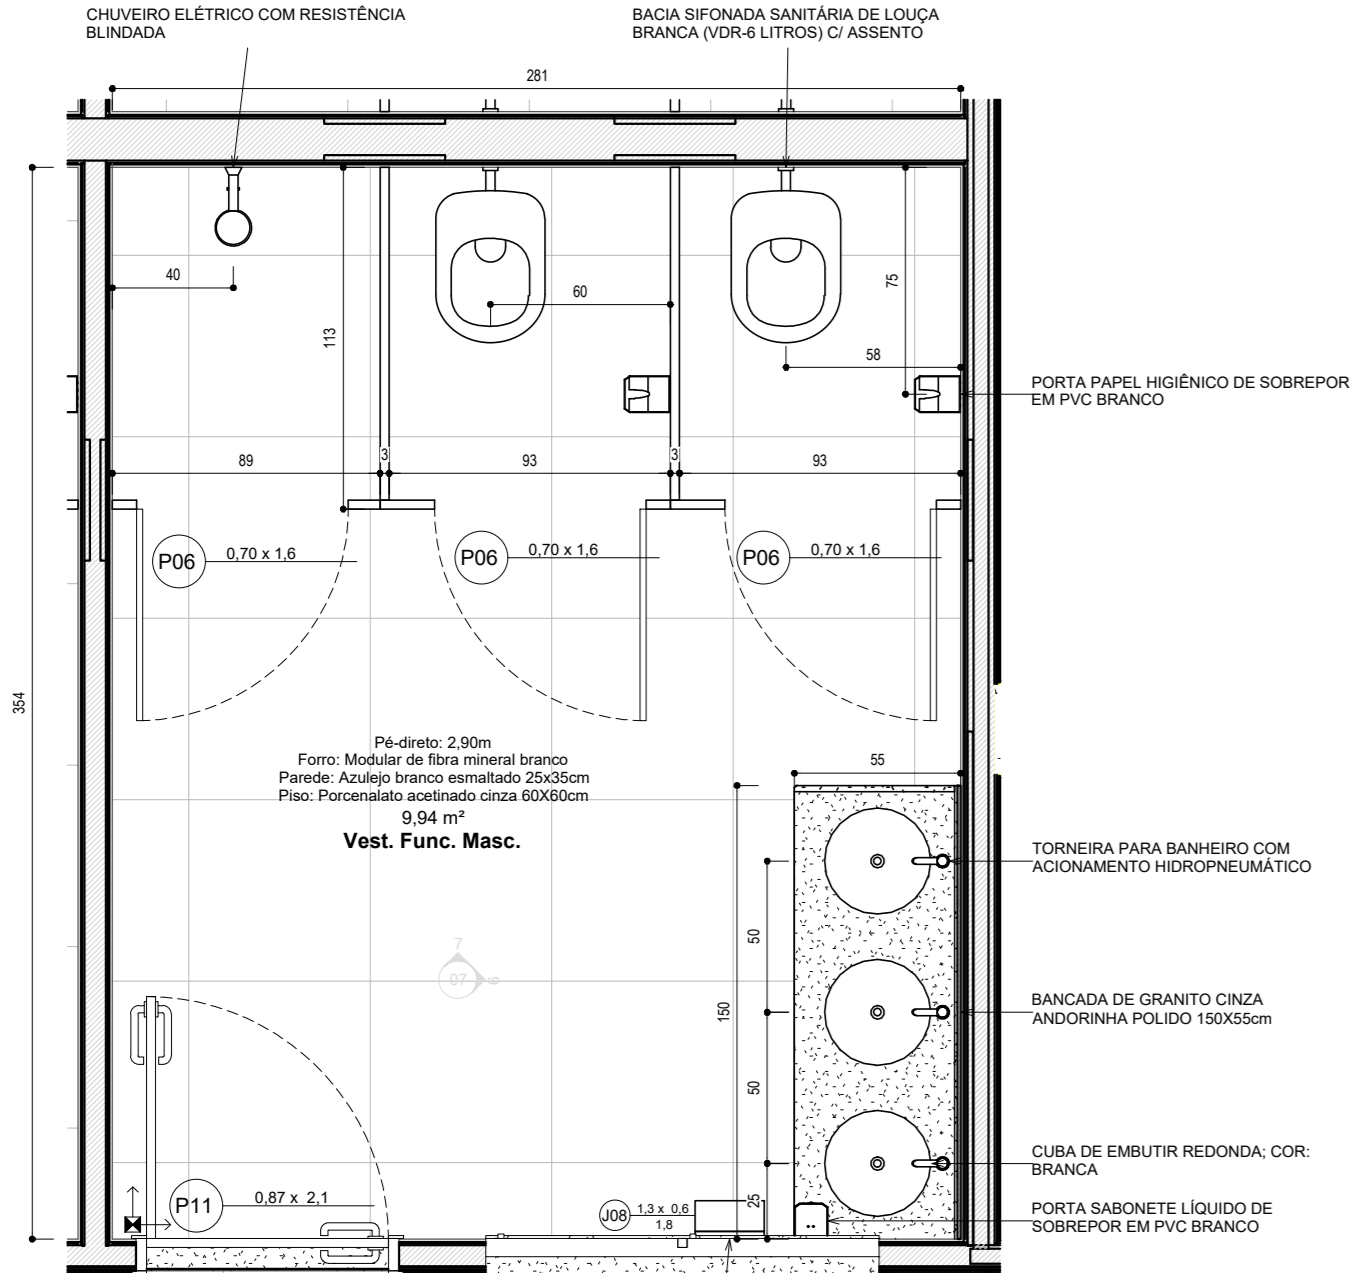 CHUVEIRO ELÉTRICO COM RESISTÊNCIA
BLINDADA
BACIA SIFONADA SANITÁRIA DE LOUÇA
BRANCA (VDR-6 LITROS) C/ ASSENTO
281
40
60
75
113
58
PORTA PAPEL HIGIÊNICO DE SOBREPOR
EM PVC BRANCO
89
3
93
3
93
P06
0,70 x 1,6
P06
0,70 x 1,6
P06
0,70 x 1,6
354
Pé-direto: 2,90m
Forro: Modular de fibra mineral branco
Parede: Azulejo branco esmaltado 25x35cm
Piso: Porcenalato acetinado cinza 60X60cm
9,94 m²
Vest. Func. Masc.
55
TORNEIRA PARA BANHEIRO COM
ACIONAMENTO HIDROPNEUMÁTICO
50
7
07
150
BANCADA DE GRANITO CINZA
ANDORINHA POLIDO 150X55cm
50
CUBA DE EMBUTIR REDONDA; COR:
BRANCA
25
P11
0,87 x 2,1
J08
1,3 x 0,6
1,8
PORTA SABONETE LÍQUIDO DE
SOBREPOR EM PVC BRANCO